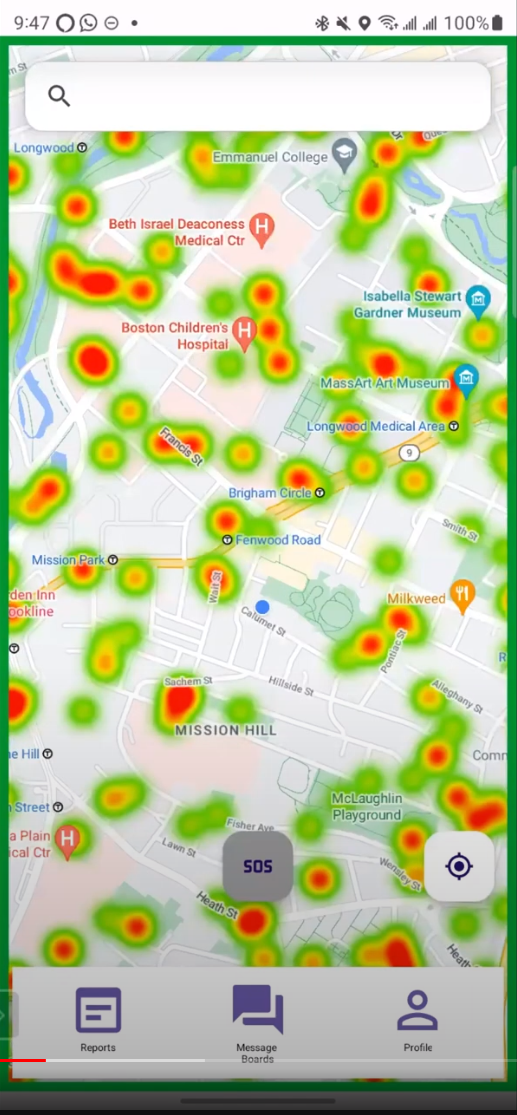 9:47
100%
m St
Longwood
Emmanuel College
Beth Israel Deaconess
Medical Ctr
Isabella Stewart
Gardner Museum
Boston Children's
Hospital
MassArt Art Museum
Longwood Medical Area
9
Francis St
Brigham Circle
Smith St
Fenwood Road
Mission Park
rden Inn
ookline
Wait St
Milkweed
Calumet St
Pontiac St
R
Sachem St
Hillside St
Alleghany St
MISSION HILL
ne Hill
Comm
McLaughlin
Playground
n Street
Fisher Ave
a Plain
ical Ctr
Lawn St
SOS
Wensley St
Heath St
Heath
Reports
Message
Boards
Profile